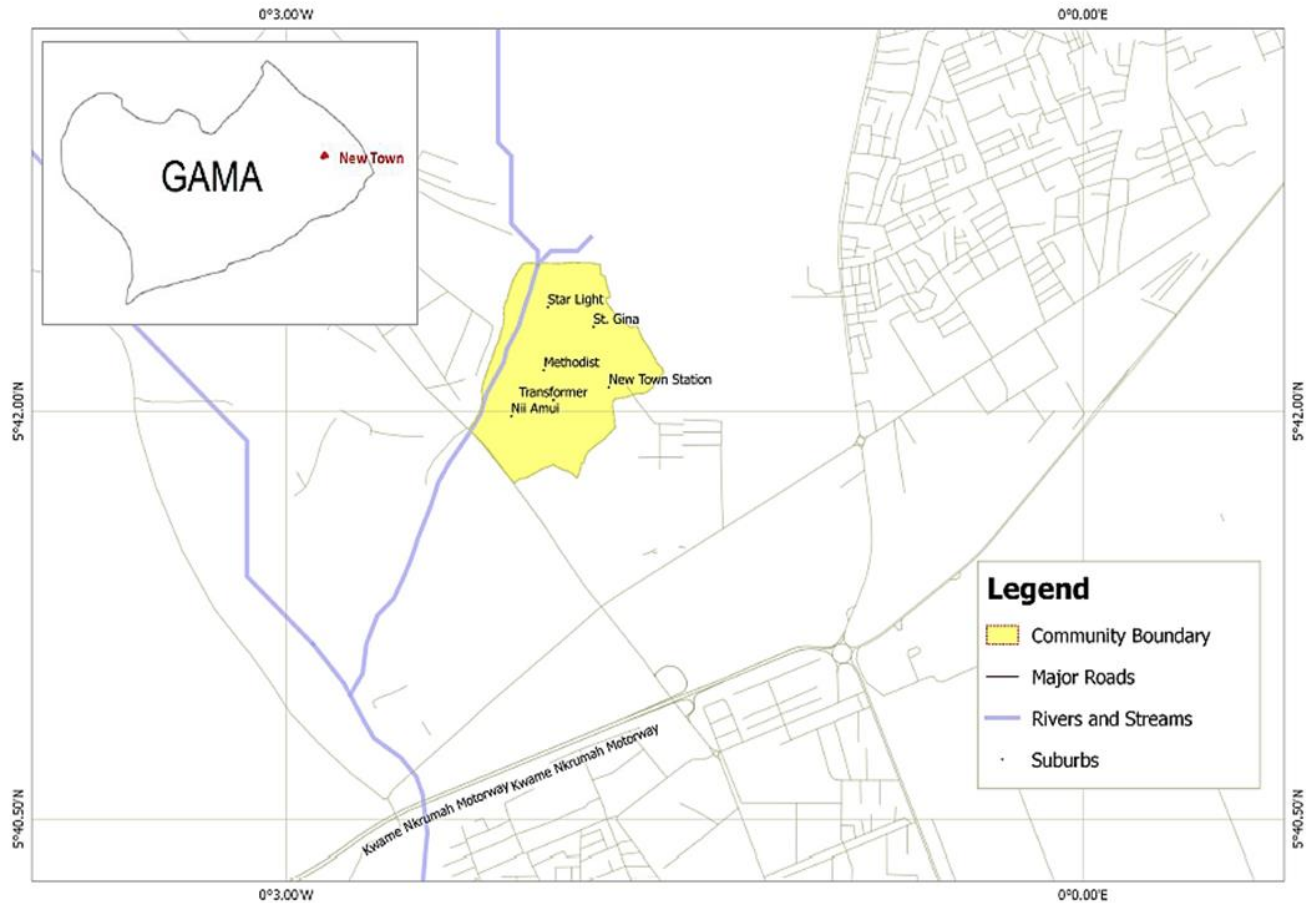 0°3.00'W
0°0.00'E
GAMA
New Town
Star Light
St. Gina
Methodist
New Town Station
Transformer
Nii Amui
5°42.00'N
5°42.00'N
Legend
Community Boundary
Major Roads
Rivers and Streams
Suburbs
Kwame Nkrumah Motorway
Kwame Nkrumah Motorway
5°40.50'N
5°40.50'N
0°3.00'W
0°0.00'E